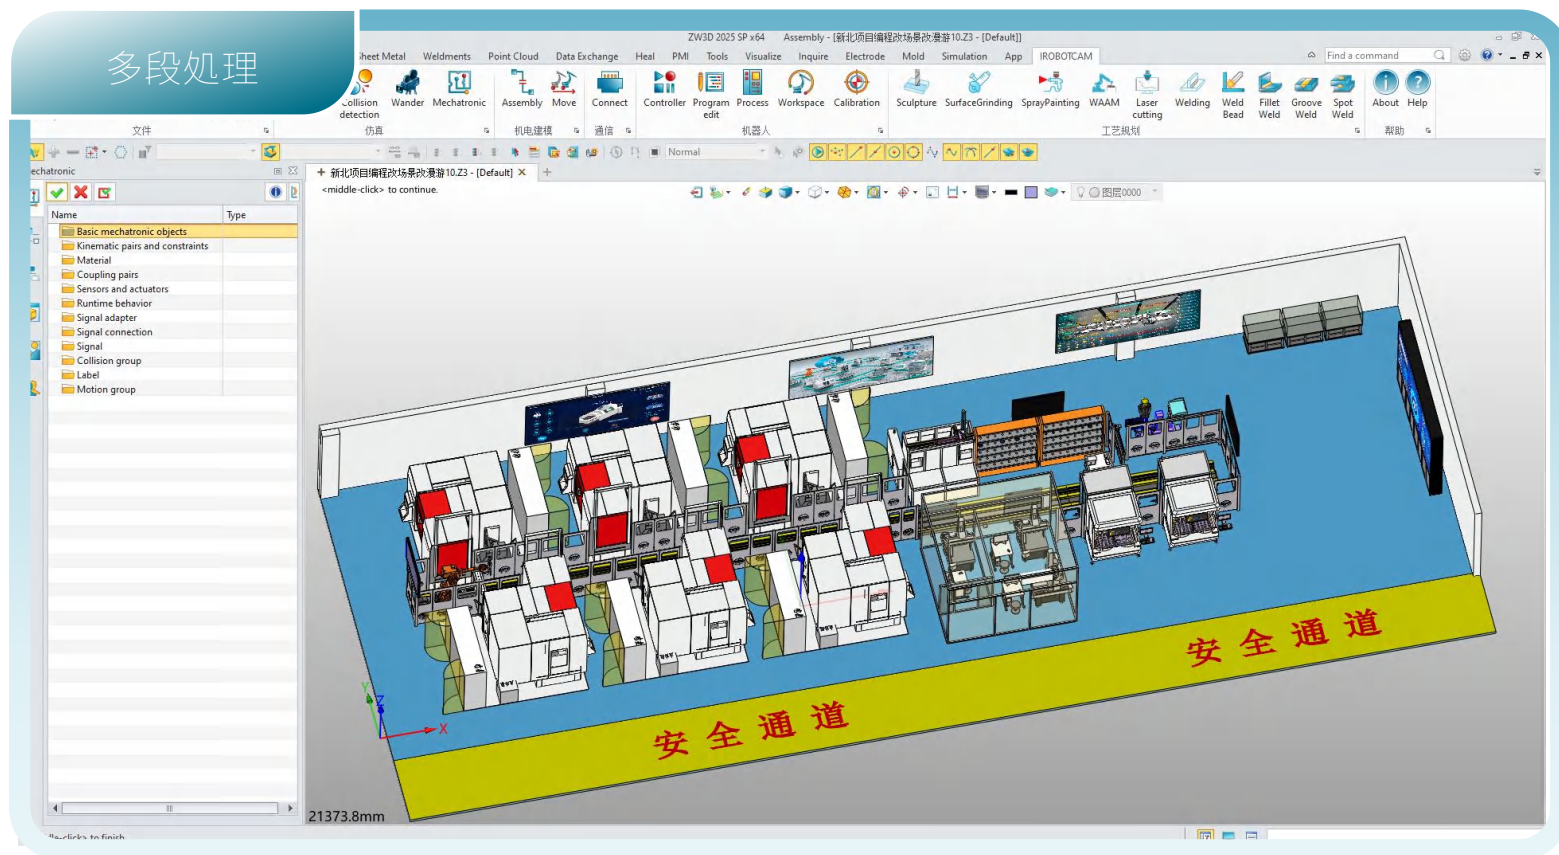 多段処理
ZW3D 2025 SP x64 Assembly - [新北项目编程改场景改漫游10.Z3 - [Default]]
Sheet Metal Weldments Point Cloud Data Exchange Heal PMI Tools Visualize Inquire Electrode Mold Simulation App IROBOTCAM Find a command
Collision detection Wander Mechatronic Assembly Move Connect Controller Program edit Process Workspace Calibration Sculpture SurfaceGrinding SprayPainting WAAM Laser cutting Welding Weld Bead Fillet Weld Groove Weld Spot Weld About Help
文件 仿真 机电建模 通信 机器人 工艺规划 帮助
Normal
echatronic
新北项目编程改场景改漫游10.Z3 - [Default]
<middle-click> to continue.
图层0000
Name Type
Basic mechatronic objects
Kinematic pairs and constraints
Material
Coupling pairs
Sensors and actuators
Runtime behavior
Signal adapter
Signal connection
Signal
Collision group
Label
Motion group
安全通道
安全通道
Y
Z
X
21373.8mm
dle-click> to finish